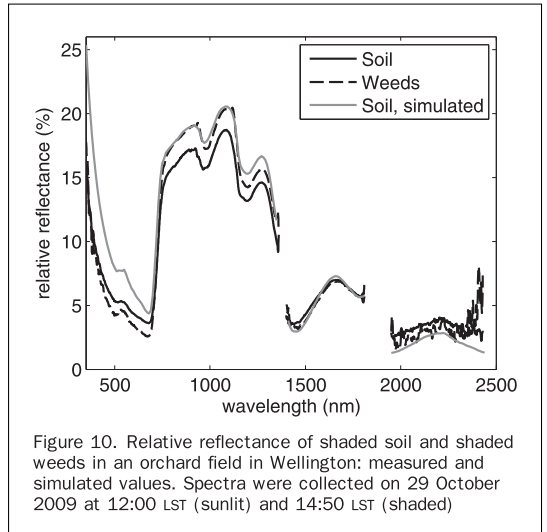 25
20
15
10
5
0
relative reflectance (%)
Soil
Weeds
Soil, simulated
500 1000 1500 2000 2500
wavelength (nm)
Figure 10. Relative reflectance of shaded soil and shaded
weeds in an orchard field in Wellington: measured and
simulated values. Spectra were collected on 29 October
2009 at 12:00 LST (sunlit) and 14:50 LST (shaded)